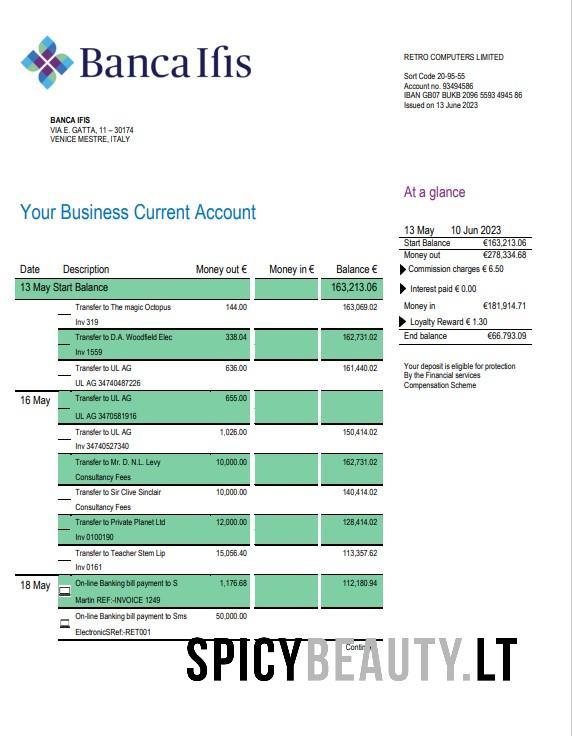 Banca Ifis
RETRO COMPUTERS LIMITED
Sort Code 20-95-55
Account no. 93494586
IBAN GB07 BUKB 2096 5593 4945 86
Issued on 13 June 2023
BANCA IFIS
VIA E. GATTA, 11 – 30174
VENICE MESTRE, ITALY
At a glance
Your Business Current Account
13 May 10 Jun 2023
Start Balance €163,213.06
Money out €278,334.68
Commission charges € 6.50
Interest paid € 0.00
Money in €181,914.71
Loyalty Reward € 1.30
End balance €66.793.09
Your deposit is eligible for protection
By the Financial services
Compensation Scheme
Date Description Money out € Money in € Balance €
13 May Start Balance 163,213.06
Transfer to The magic Octopus 144.00 163,069.02
Inv 319
Transfer to D.A. Woodfield Elec 338.04 162,731.02
Inv 1559
Transfer to UL AG 636.00 161,440.02
UL AG 34740487226
16 May Transfer to UL AG 655.00
UL AG 3470581916
Transfer to UL AG 1,026.00 150,414.02
Inv 34740527340
Transfer to Mr. D. N.L. Levy 10,000.00 162,731.02
Consultancy Fees
Transfer to Sir Clive Sinclair 10,000.00 140,414.02
Consultancy Fees
Transfer to Private Planet Ltd 12,000.00 128,414.02
Inv 0100190
Transfer to Teacher Stem Lip 15,056.40 113,357.62
Inv 0161
18 May On-line Banking bill payment to S 1,176.68 112,180.94
Martin REF:-INVOICE 1249
On-line Banking bill payment to Sms 50,000.00
ElectronicSRef:-RET001
SPICYBEAUTY.LT